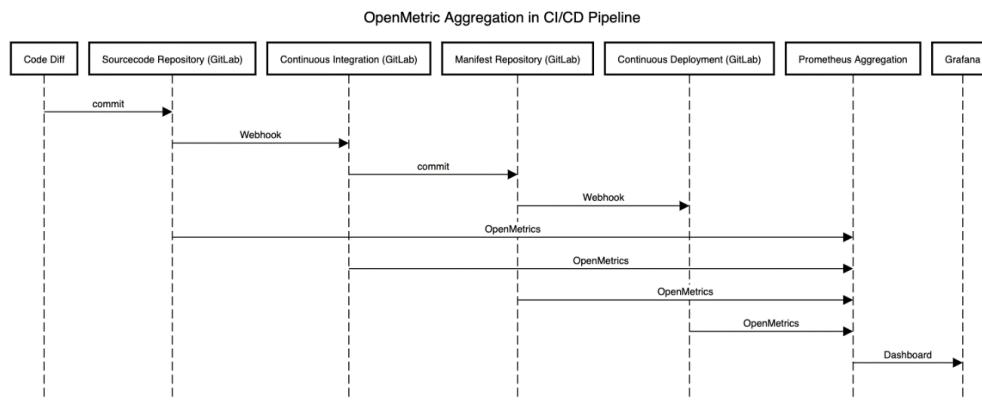 OpenMetric Aggregation in CI/CD Pipeline
Code Diff
Sourcecode Repository (GitLab)
Continuous Integration (GitLab)
Manifest Repository (GitLab)
Continuous Deployment (GitLab)
Prometheus Aggregation
Grafana
commit
Webhook
commit
Webhook
OpenMetrics
OpenMetrics
OpenMetrics
OpenMetrics
Dashboard